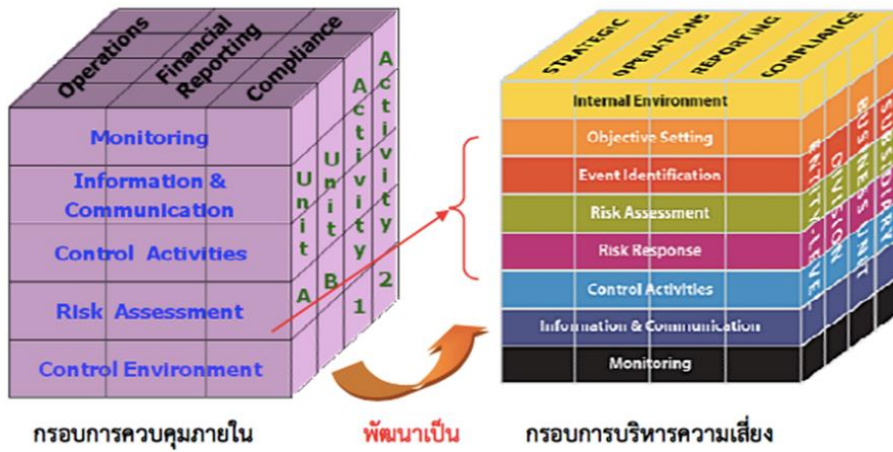 Operations
Financial
Reporting
Compliance
Monitoring
Information &
Communication
Control Activities
Risk Assessment
Control Environment
Unit A
Unit B
Activity 1
Activity 2
กรอบการควบคุมภายใน
พัฒนาเป็น
STRATEGIC
OPERATIONS
REPORTING
COMPLIANCE
Internal Environment
Objective Setting
Event Identification
Risk Assessment
Risk Response
Control Activities
Information & Communication
Monitoring
ENTITY-LEVEL
DIVISION
BUSINESS UNIT
SUBSIDIARY
กรอบการบริหารความเสี่ยง